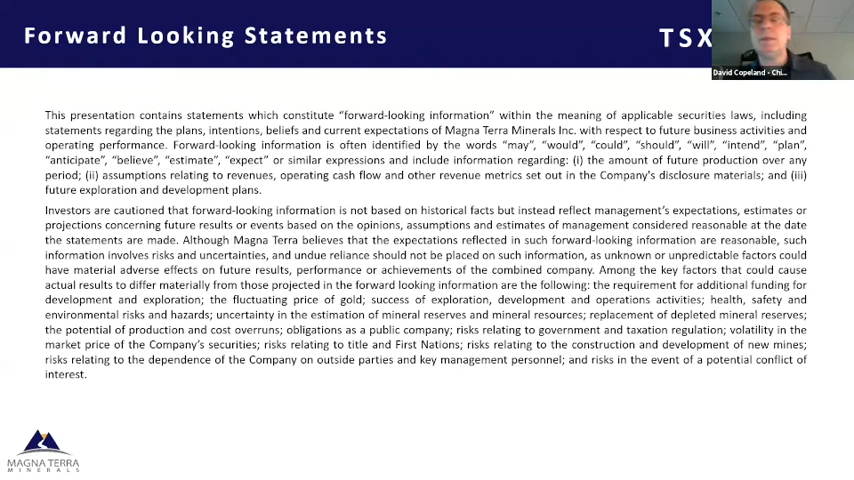 Forward Looking Statements
TSX
David Copeland - Chi...
This presentation contains statements which constitute “forward-looking information” within the meaning of applicable securities laws, including
statements regarding the plans, intentions, beliefs and current expectations of Magna Terra Minerals Inc. with respect to future business activities and
operating performance. Forward-looking information is often identified by the words “may”, “would”, “could”, “should”, “will”, “intend”, “plan”,
“anticipate”, “believe”, “estimate”, “expect” or similar expressions and include information regarding: (i) the amount of future production over any
period; (ii) assumptions relating to revenues, operating cash flow and other revenue metrics set out in the Company's disclosure materials; and (iii)
future exploration and development plans.
Investors are cautioned that forward-looking information is not based on historical facts but instead reflect management’s expectations, estimates or
projections concerning future results or events based on the opinions, assumptions and estimates of management considered reasonable at the date
the statements are made. Although Magna Terra believes that the expectations reflected in such forward-looking information are reasonable, such
information involves risks and uncertainties, and undue reliance should not be placed on such information, as unknown or unpredictable factors could
have material adverse effects on future results, performance or achievements of the combined company. Among the key factors that could cause
actual results to differ materially from those projected in the forward looking information are the following: the requirement for additional funding for
development and exploration; the fluctuating price of gold; success of exploration, development and operations activities; health, safety and
environmental risks and hazards; uncertainty in the estimation of mineral reserves and mineral resources; replacement of depleted mineral reserves;
the potential of production and cost overruns; obligations as a public company; risks relating to government and taxation regulation; volatility in the
market price of the Company’s securities; risks relating to title and First Nations; risks relating to the construction and development of new mines;
risks relating to the dependence of the Company on outside parties and key management personnel; and risks in the event of a potential conflict of
interest.
MAGNA TERRA
MINERALS